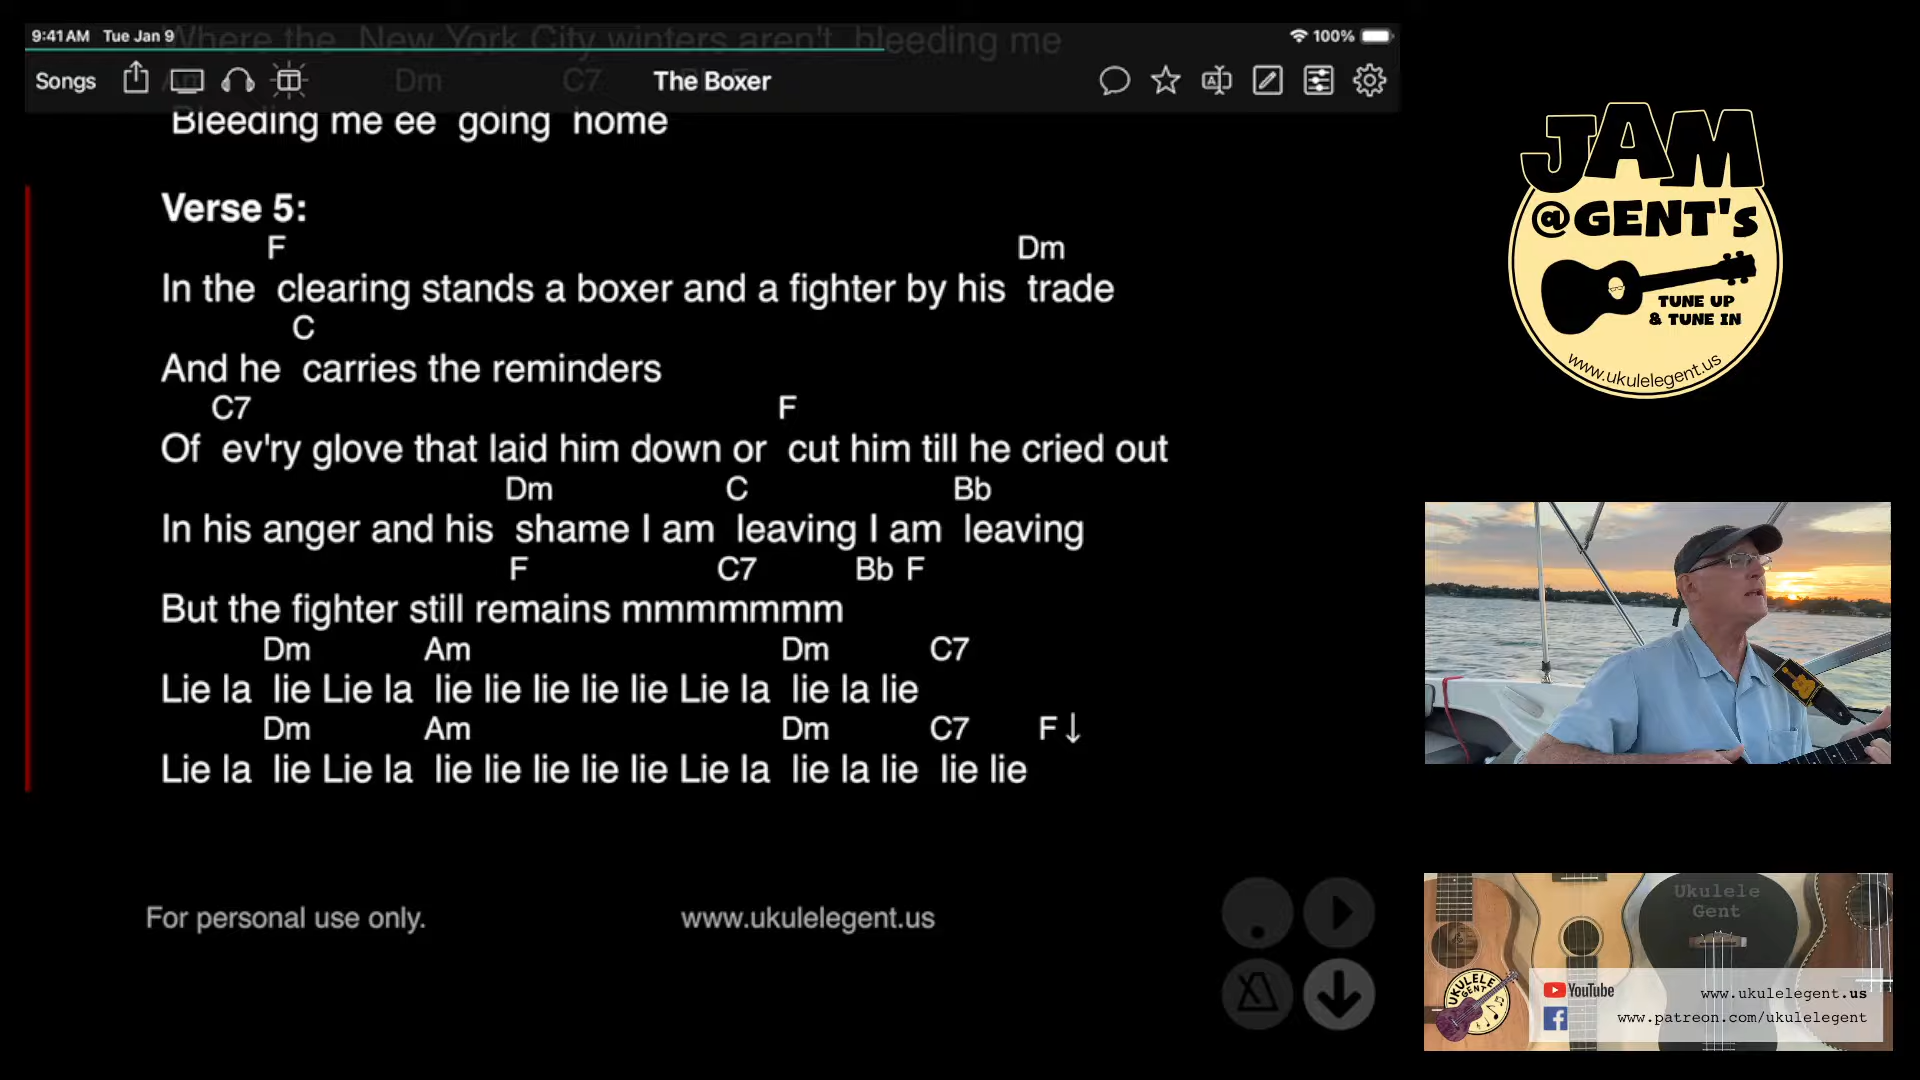 Where the New York City winters aren't bleeding me
9:41 AM Tue Jan 9
100%
Songs
Dm C7
The Boxer
Bleeding me ee going home
Verse 5:
F Dm
In the clearing stands a boxer and a fighter by his trade
C
And he carries the reminders
C7 F
Of ev'ry glove that laid him down or cut him till he cried out
Dm C Bb
In his anger and his shame I am leaving I am leaving
F C7 Bb F
But the fighter still remains mmmmmmm
Dm Am Dm C7
Lie la lie Lie la lie lie lie lie lie Lie la lie la lie
Dm Am Dm C7 F↓
Lie la lie Lie la lie lie lie lie lie Lie la lie la lie lie lie
For personal use only.
www.ukulelegent.us
JAM
@GENT's
TUNE UP
& TUNE IN
www.ukulelegent.us
Ukulele
Gent
UKULELE
GENT
YouTube
www.ukulelegent.us
www.patreon.com/ukulelegent